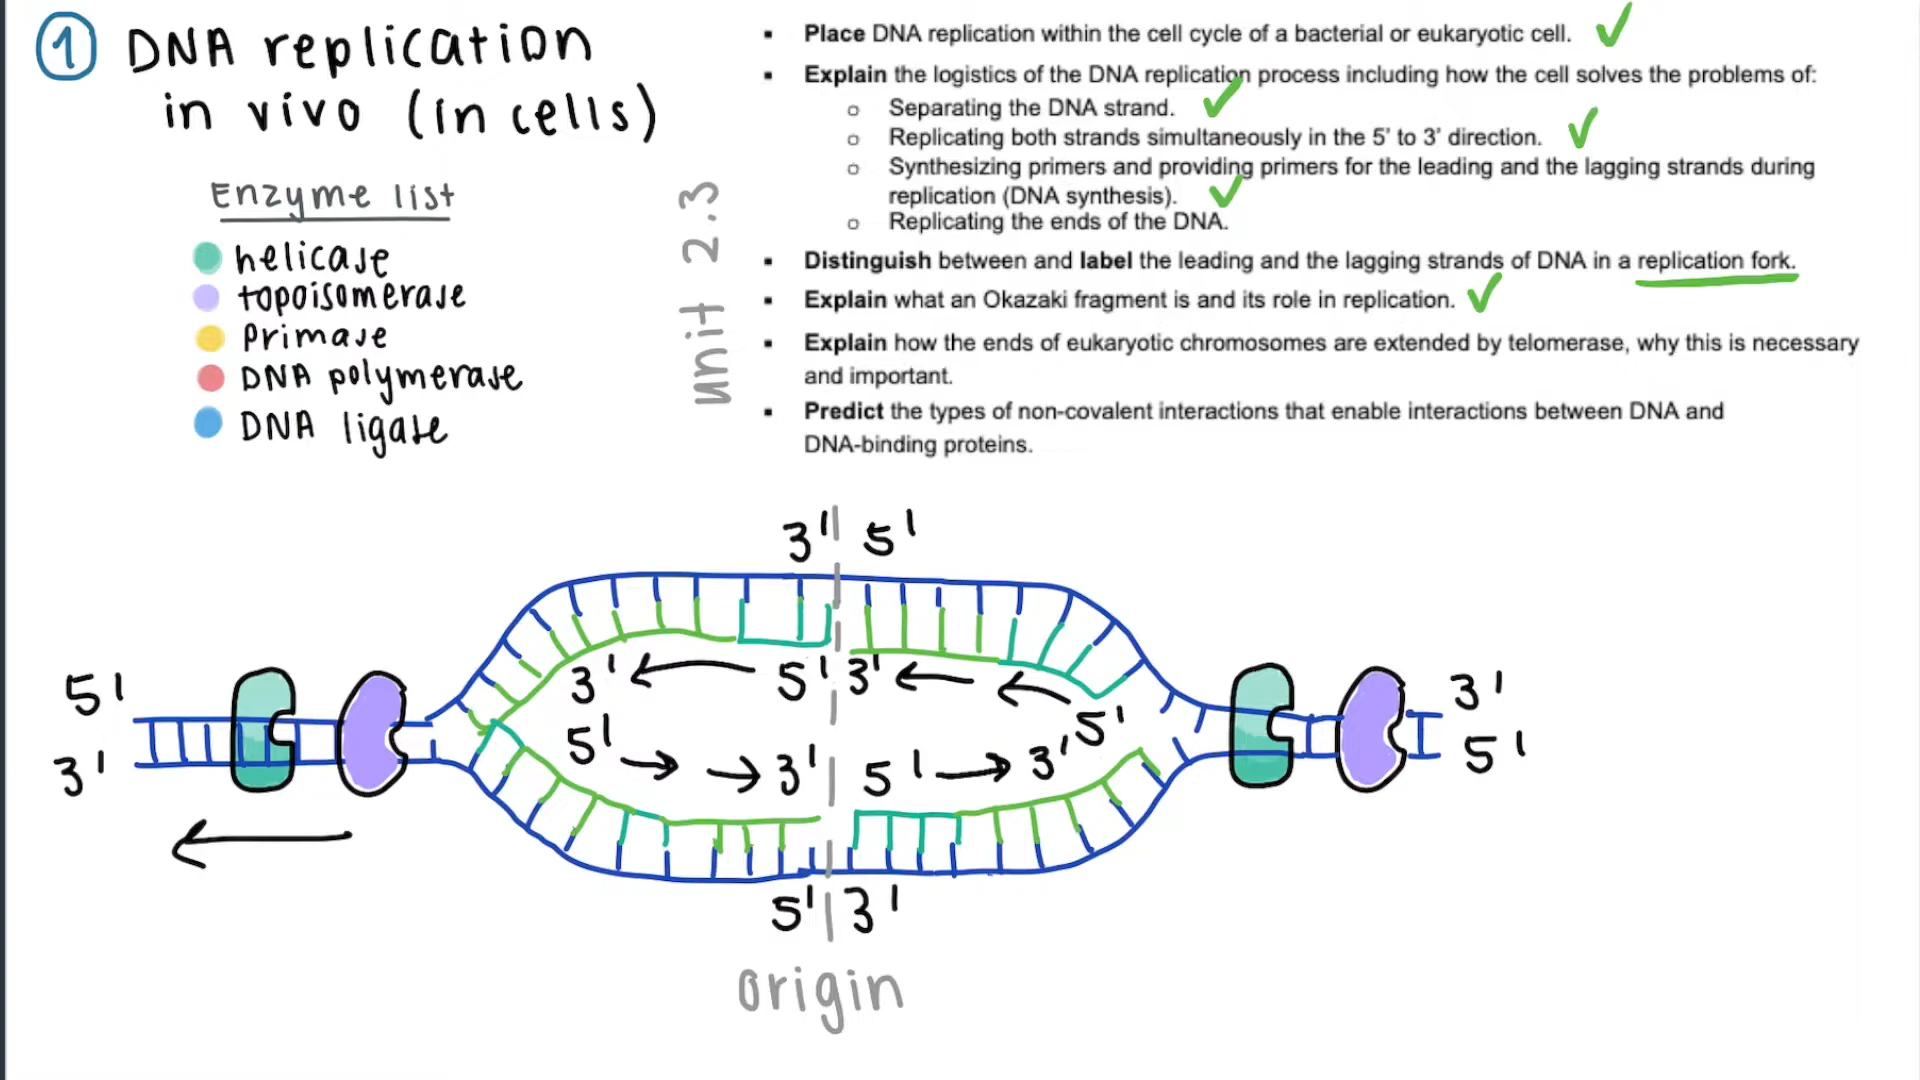 1 DNA replication
in vivo (in cells)
Enzyme list
helicase
topoisomerase
Primase
DNA polymerase
DNA ligase
unit 2.3
▪ Place DNA replication within the cell cycle of a bacterial or eukaryotic cell. ✓
▪ Explain the logistics of the DNA replication process including how the cell solves the problems of:
o Separating the DNA strand. ✓
o Replicating both strands simultaneously in the 5' to 3' direction. ✓
o Synthesizing primers and providing primers for the leading and the lagging strands during
replication (DNA synthesis). ✓
o Replicating the ends of the DNA.
▪ Distinguish between and label the leading and the lagging strands of DNA in a replication fork.
▪ Explain what an Okazaki fragment is and its role in replication. ✓
▪ Explain how the ends of eukaryotic chromosomes are extended by telomerase, why this is necessary
and important.
▪ Predict the types of non-covalent interactions that enable interactions between DNA and
DNA-binding proteins.
3' 5'
5' 3' ← 5' 3' ← ← 5' 3'
3' 5' → → 3' 5' → 3' 5'
←
5' 3'
origin